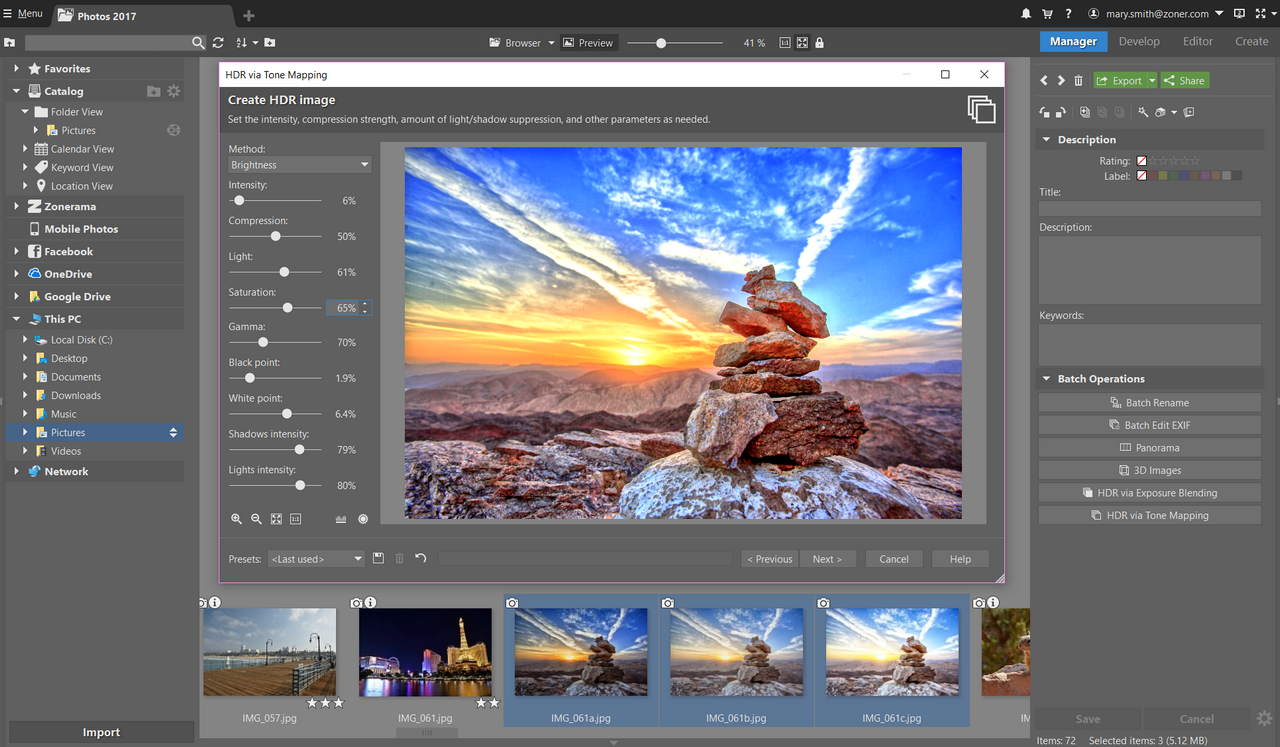 Menu
Photos 2017
mary.smith@zoner.com
Browser
Preview
41 %
Manager
Develop
Editor
Create
Favorites
Catalog
Folder View
Pictures
Calendar View
Keyword View
Location View
Zonerama
Mobile Photos
Facebook
OneDrive
Google Drive
This PC
Local Disk (C:)
Desktop
Documents
Downloads
Music
Pictures
Videos
Network
Import
HDR via Tone Mapping
Create HDR image
Set the intensity, compression strength, amount of light/shadow suppression, and other parameters as needed.
Method:
Brightness
Intensity:
6%
Compression:
50%
Light:
61%
Saturation:
65%
Gamma:
70%
Black point:
1.9%
White point:
6.4%
Shadows intensity:
79%
Lights intensity:
80%
Presets: <Last used>
< Previous
Next >
Cancel
Help
IMG_057.jpg
IMG_061.jpg
IMG_061a.jpg
IMG_061b.jpg
IMG_061c.jpg
Export
Share
Description
Rating:
Label:
Title:
Description:
Keywords:
Batch Operations
Batch Rename
Batch Edit EXIF
Panorama
3D Images
HDR via Exposure Blending
HDR via Tone Mapping
Save
Cancel
Items: 72 Selected items: 3 (5.12 MB)